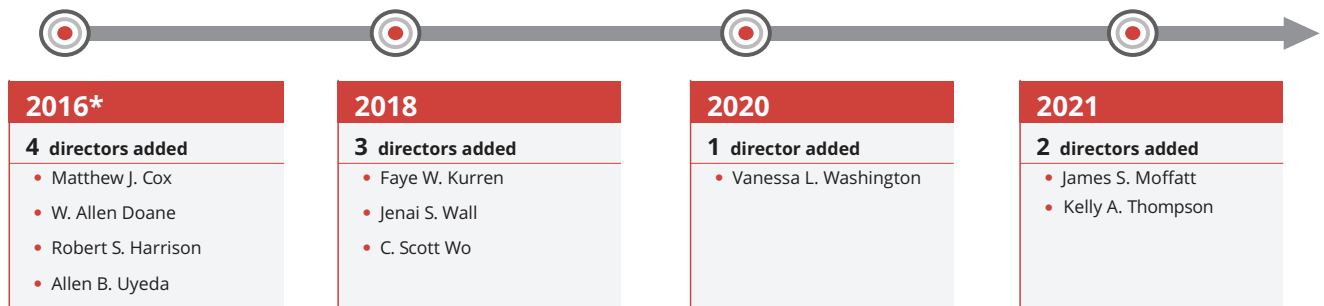 2016*
4 directors added
• Matthew J. Cox
• W. Allen Doane
• Robert S. Harrison
• Allen B. Uyeda
2018
3 directors added
• Faye W. Kurren
• Jenai S. Wall
• C. Scott Wo
2020
1 director added
• Vanessa L. Washington
2021
2 directors added
• James S. Moffatt
• Kelly A. Thompson